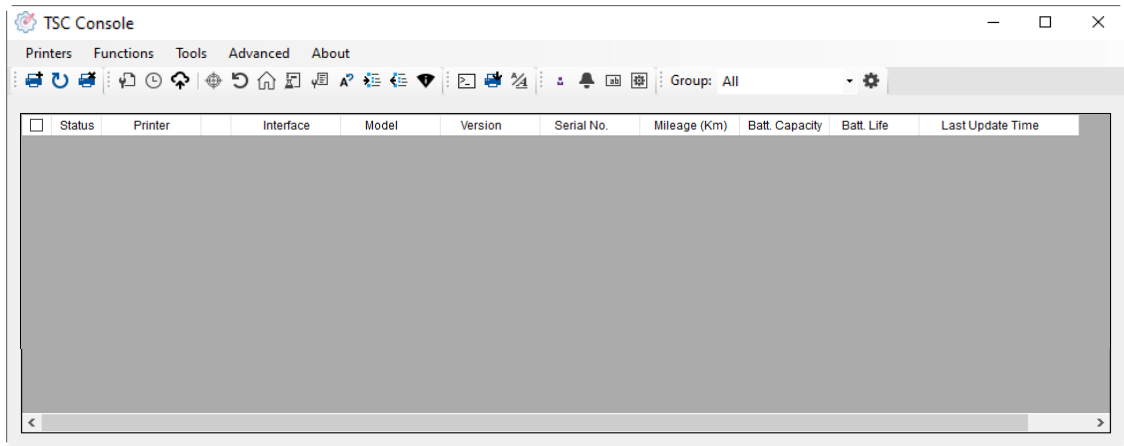 TSC Console
Printers Functions Tools Advanced About
Group: All
Status Printer Interface Model Version Serial No. Mileage (Km) Batt. Capacity Batt. Life Last Update Time